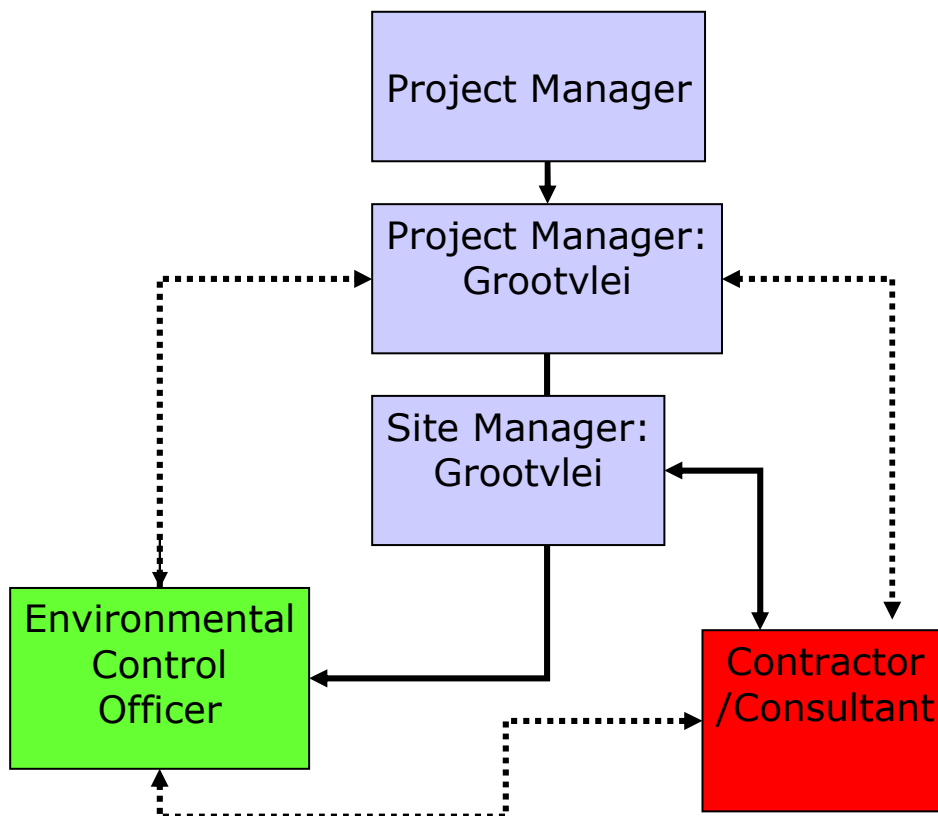 Project Manager
Project Manager:
Grootvlei
Site Manager:
Grootvlei
Environmental
Control
Officer
Contractor
/Consultant